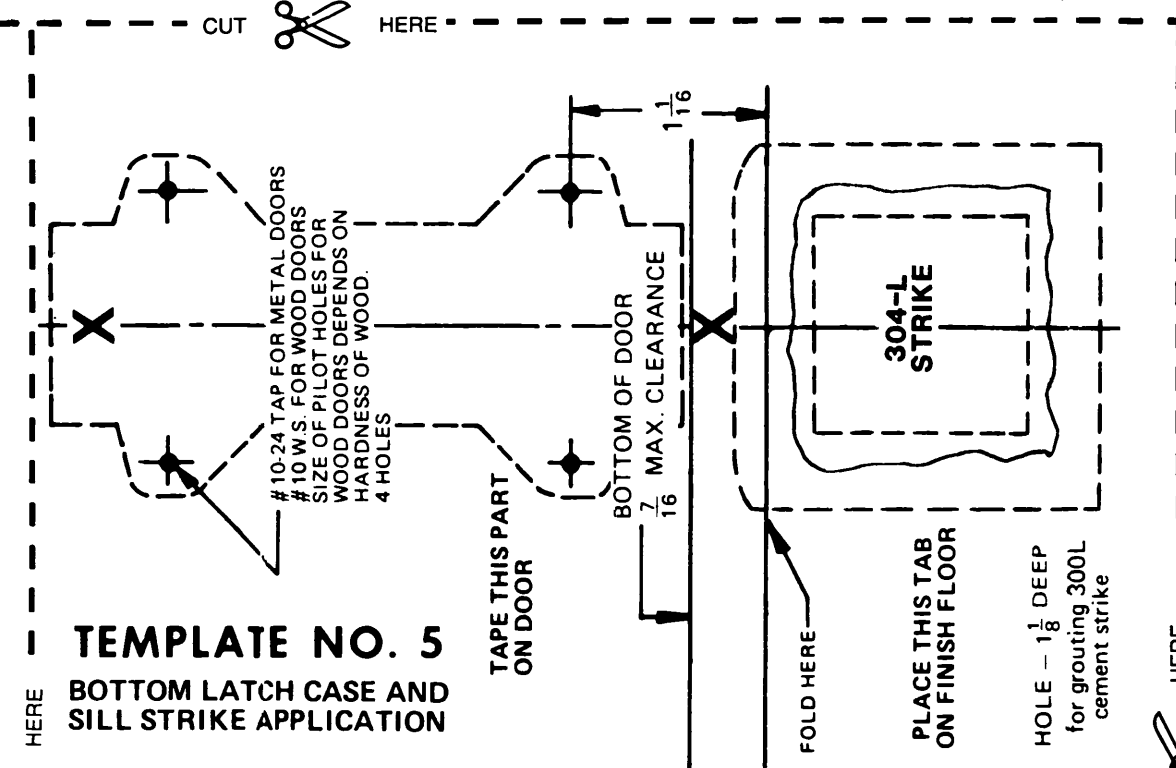 CUT HERE
1 1/16
#10-24 TAP FOR METAL DOORS
#10 W.S. FOR WOOD DOORS
SIZE OF PILOT HOLES FOR
WOOD DOORS DEPENDS ON
HARDNESS OF WOOD.
4 HOLES
BOTTOM OF DOOR
7/16 MAX. CLEARANCE
X
X
304-L
STRIKE
TAPE THIS PART
ON DOOR
TEMPLATE NO. 5
BOTTOM LATCH CASE AND
SILL STRIKE APPLICATION
HERE
FOLD HERE
PLACE THIS TAB
ON FINISH FLOOR
HOLE – 1 1/8 DEEP
for grouting 300L
cement strike
HERE